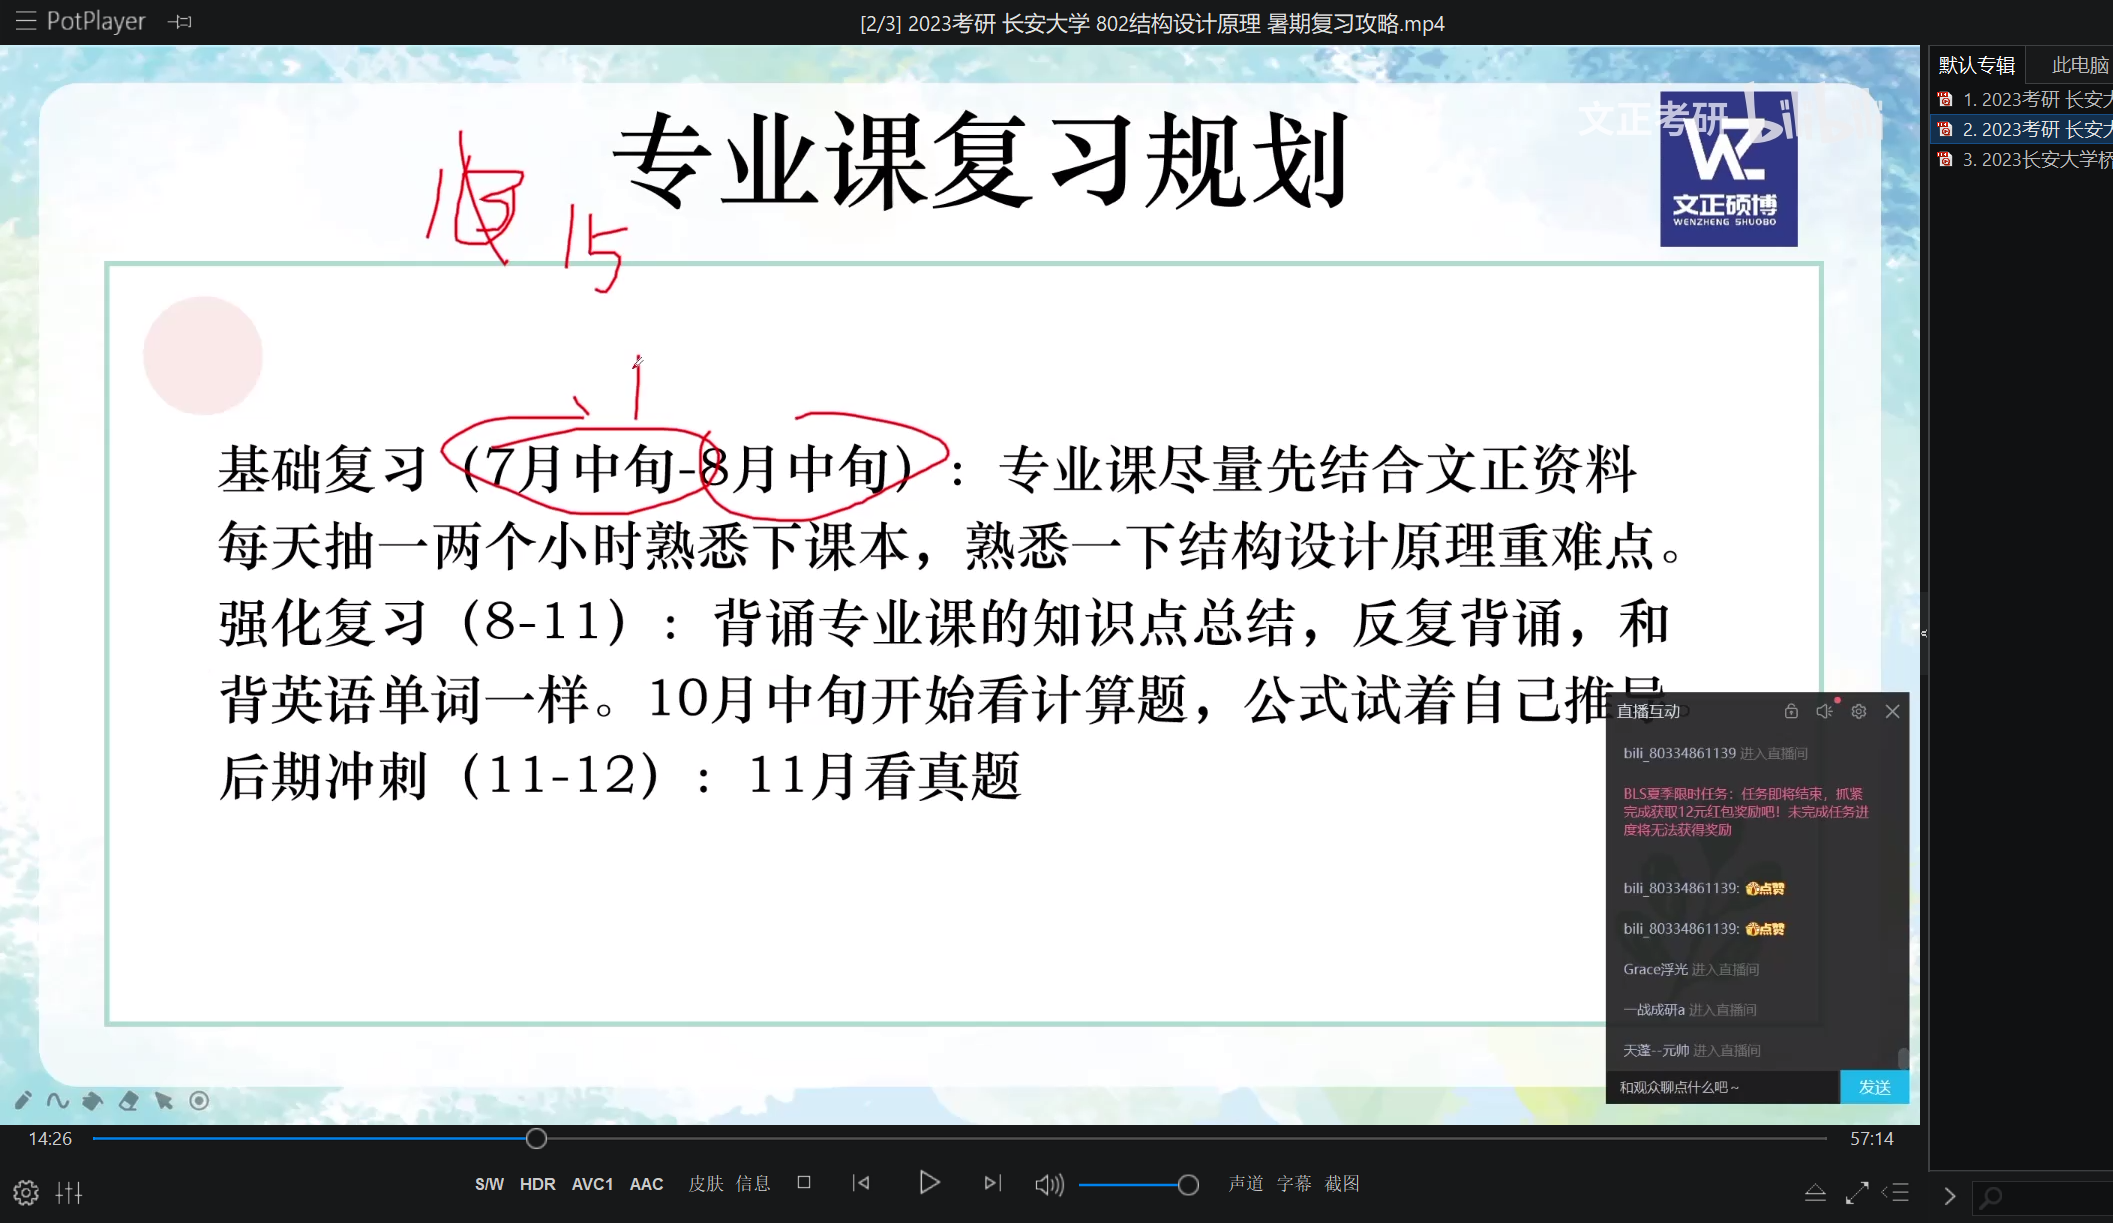 PotPlayer
[2/3] 2023考研 长安大学 802结构设计原理 暑期复习攻略.mp4
默认专辑
此电脑
1. 2023考研 长安大
2. 2023考研 长安大
3. 2023长安大学桥
文正考研
bilibili
专业课复习规划
WZ
文正硕博
WENZHENG SHUOBO
15
基础复习（7月中旬-8月中旬）：专业课尽量先结合文正资料
每天抽一两个小时熟悉下课本，熟悉一下结构设计原理重难点。
强化复习（8-11）：背诵专业课的知识点总结，反复背诵，和
背英语单词一样。10月中旬开始看计算题，公式试着自己推导
后期冲刺（11-12）：11月看真题
直播互动
bili_80334861139 进入直播间
BLS夏季限时任务：任务即将结束，抓紧
完成获取12元红包奖励吧！未完成任务进
度将无法获得奖励
bili_80334861139: 点赞
bili_80334861139: 点赞
Grace浮光 进入直播间
一战成研a 进入直播间
天蓬--元帅 进入直播间
和观众聊点什么吧～
发送
14:26
57:14
S/W HDR AVC1 AAC 皮肤 信息
声道 字幕 截图